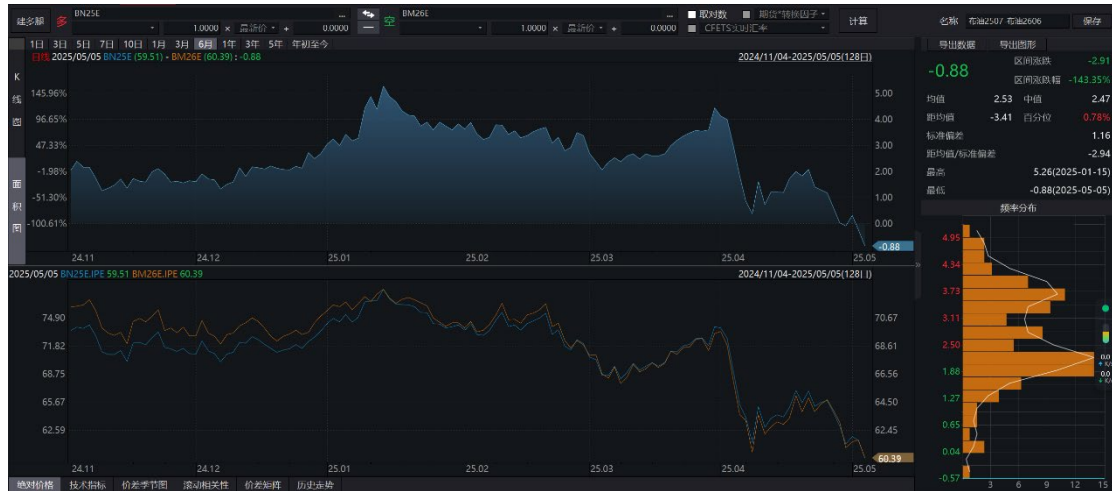 建多腿 多 BN25E ... 空 BM26E ... 取对数 期货*转换因子 计算 名称 布油2507-布油2606 保存
1.0000 × 最新价 + 0.0000 1.0000 × 最新价 + 0.0000 CFETS实时汇率
1日 3日 5日 7日 10日 1月 3月 6月 1年 3年 5年 年初至今 导出数据 导出图形
日线 2025/05/05 BN25E (59.51) - BM26E (60.39) : -0.88 2024/11/04-2025/05/05(128日)
K线图
面积图
145.96% 5.00
96.65% 4.00
47.33% 3.00
-1.98% 2.00
-51.30% 1.00
-100.61% 0.00
-0.88
24.11 24.12 25.01 25.02 25.03 25.04 25.05
2025/05/05 BN25E.IPE 59.51 BM26E.IPE 60.39 2024/11/04-2025/05/05(128
74.90 70.67
71.82 68.61
68.75 66.56
65.67 64.50
62.59 62.45
60.39
24.11 24.12 25.01 25.02 25.03 25.04 25.05
绝对价格 技术指标 价差季节图 滚动相关性 价差矩阵 历史走势
-0.88 区间涨跌 -2.91
区间涨跌幅 -143.35%
均值 2.53 中值 2.47
距均值 -3.41 百分位 0.78%
标准偏差 1.16
距均值/标准偏差 -2.94
最高 5.26(2025-01-15)
最低 -0.88(2025-05-05)
频率分布
4.95
4.34
3.73
3.11
2.50
1.88
1.27
0.65
0.04
-0.57
3 6 9 12 15